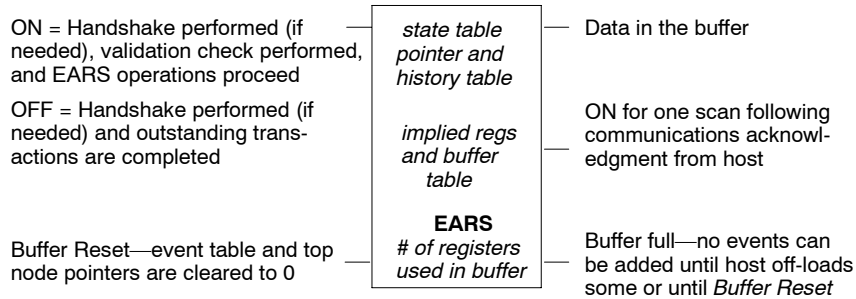 ON = Handshake performed (if
needed), validation check performed,
and EARS operations proceed
OFF = Handshake performed (if
needed) and outstanding trans-
actions are completed
Buffer Reset—event table and top
node pointers are cleared to 0
state table
pointer and
history table
implied regs
and buffer
table
EARS
# of registers
used in buffer
Data in the buffer
ON for one scan following
communications acknowl-
edgment from host
Buffer full—no events can
be added until host off-loads
some or until Buffer Reset